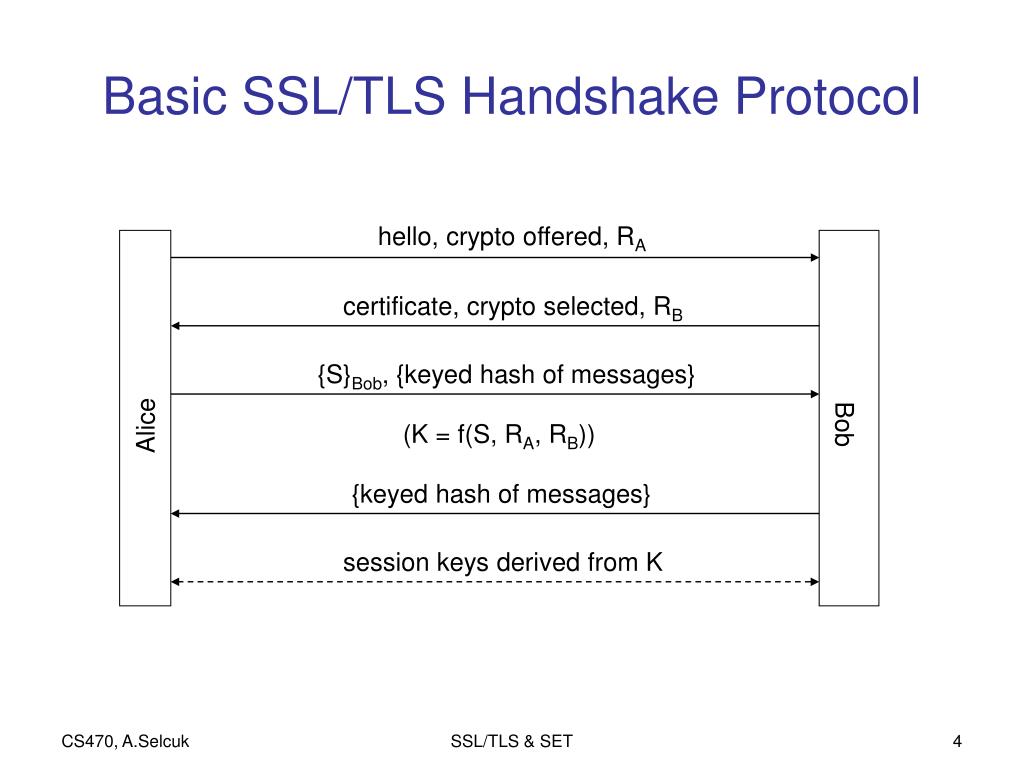 Basic SSL/TLS Handshake Protocol
hello, crypto offered, R_A
certificate, crypto selected, R_B
{S}_Bob, {keyed hash of messages}
Alice
Bob
(K = f(S, R_A, R_B))
{keyed hash of messages}
session keys derived from K
CS470, A.Selcuk
SSL/TLS & SET
4